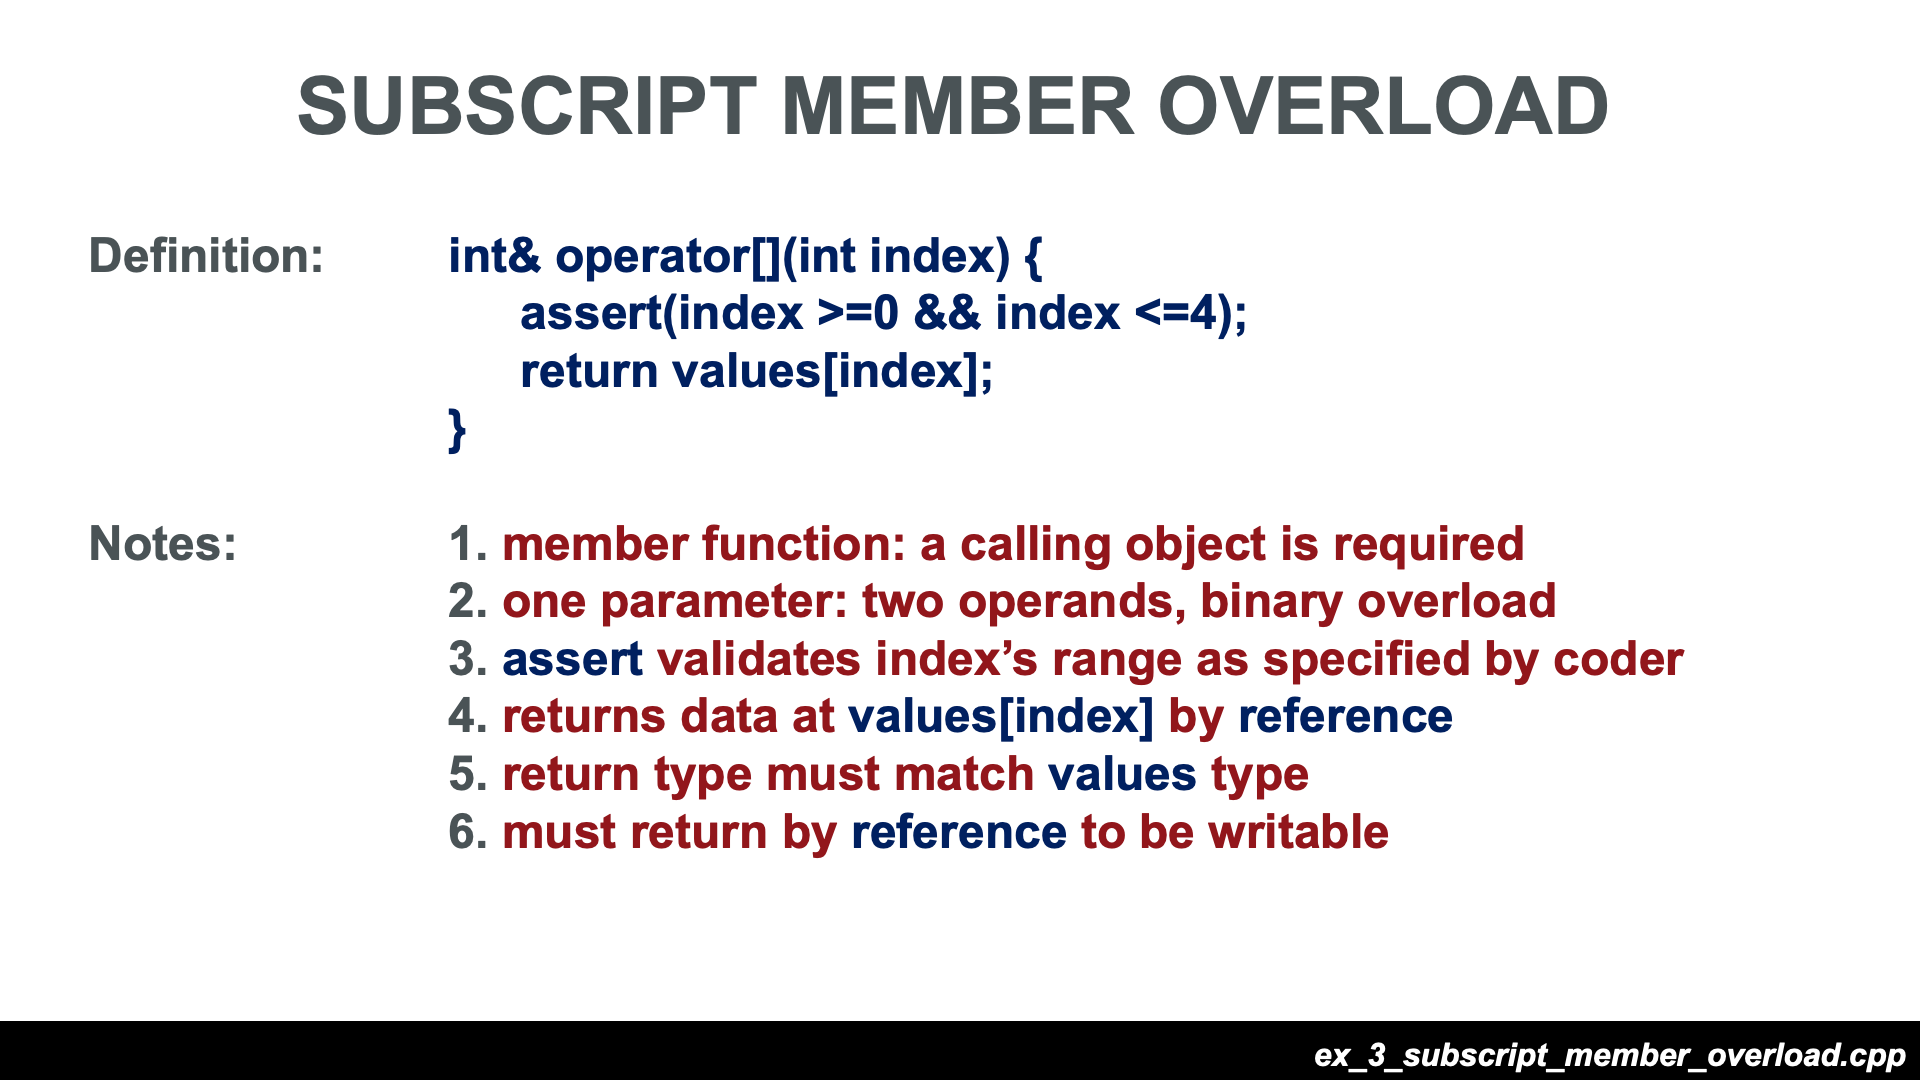 SUBSCRIPT MEMBER OVERLOAD
Definition: int& operator[](int index) {
assert(index >=0 && index <=4);
return values[index];
}
Notes: 1. member function: a calling object is required
2. one parameter: two operands, binary overload
3. assert validates index’s range as specified by coder
4. returns data at values[index] by reference
5. return type must match values type
6. must return by reference to be writable
ex_3_subscript_member_overload.cpp